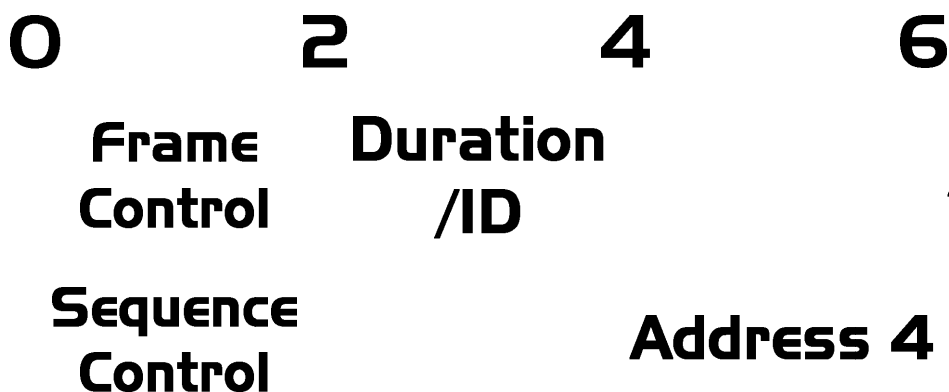 0 2 4 6
Frame Duration
Control /ID
Sequence
Address 4
Control